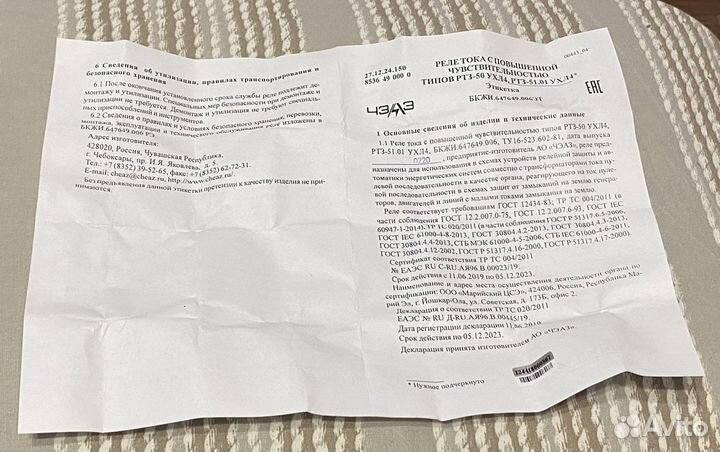 6 Сведения об утилизации, правилах транспортирования и
безопасного хранения
6.1 После окончания установленного срока службы реле подлежит де-
монтажу и утилизации. Специальных мер безопасности при демонтаже и
утилизации не требуется. Демонтаж и утилизация не требует специаль-
ных приспособлений и инструментов.
6.2 Сведения о правилах и условиях безопасного хранения, перевозки,
монтажа, эксплуатации и технического обслуживания реле изложены в
БКЖИ.647649.006 РЭ.
Адрес предприятия-изготовителя:
428020, Россия, Чувашская Республика,
г. Чебоксары, пр. И.Я. Яковлева, д. 5.
Тел.: +7 (8352) 39-52-65, факс: +7 (8352) 62-72-31.
E-mail: cheaz@cheaz.ru, http://www.cheaz.ru/.
Без предъявления данной этикетки претензии к качеству изделия не при-
нимаются.
27.12.24.150
8536 49 000 0
00443_04
РЕЛЕ ТОКА С ПОВЫШЕННОЙ
ЧУВСТВИТЕЛЬНОСТЬЮ
ТИПОВ РТЗ-50 УХЛ4, РТЗ-51.01 УХЛ4*
Этикетка
БКЖИ.647649.006 ЭТ
ЧЭАЗ
EAC
1 Основные сведения об изделии и технические данные
1.1 Реле тока с повышенной чувствительностью типов РТЗ-50 УХЛ4,
РТЗ-51.01 УХЛ4*, БКЖИ.647649.006, ТУ16-523.602-81, дата выпуска
0220, предприятие-изготовитель АО «ЧЭАЗ», реле пред-
назначены для использования в схемах устройств релейной защиты и ав-
томатики энергетических систем совместно с трансформаторами тока ну-
левой последовательности в качестве органа, реагирующего на ток нуле-
вой последовательности в схемах защит от замыканий на землю генера-
торов, двигателей и линий с малыми токами замыкания на землю.
Реле соответствует требованиям ГОСТ 12434-83; ТР ТС 004/2011 (в
части соблюдения ГОСТ 12.2.007.0-75, ГОСТ 12.2.007.6-93, ГОСТ IEC
60947-1-2014), ТР ТС 020/2011 (в части соблюдения ГОСТ Р 51317.6.5-2006,
ГОСТ IEC 61000-4-8-2013, ГОСТ 30804.4.2-2013, ГОСТ 30804.4.3-2013,
ГОСТ 30804.4.4-2013, СТБ МЭК 61000-4-5-2006, СТБ IEC 61000-4-6-2011,
ГОСТ 30804.4.12-2002, ГОСТ Р 51317.4.16-2000, ГОСТ Р 51317.4.17-2000).
Сертификат соответствия ТР ТС 004/2011
№ ЕАЭС RU C-RU.АЯ96.В.00023/19.
Срок действия с 11.06.2019 по 05.12.2023.
Наименование и адрес места осуществления деятельности органа по
сертификации: ООО «Марийский ЦСЭ», 424006, Россия, Республика Ма-
рий Эл, г. Йошкар-Ола, ул. Советская, д. 173Б, офис 2.
Декларация о соответствии ТР ТС 020/2011
ЕАЭС № RU Д-RU.АЯ96.В.00445/19.
Дата регистрации декларации 11.06.2019
Срок действия по 05.12.2023.
Декларация принята изготовителем АО «ЧЭАЗ».
* Нужное подчеркнуто
Avito